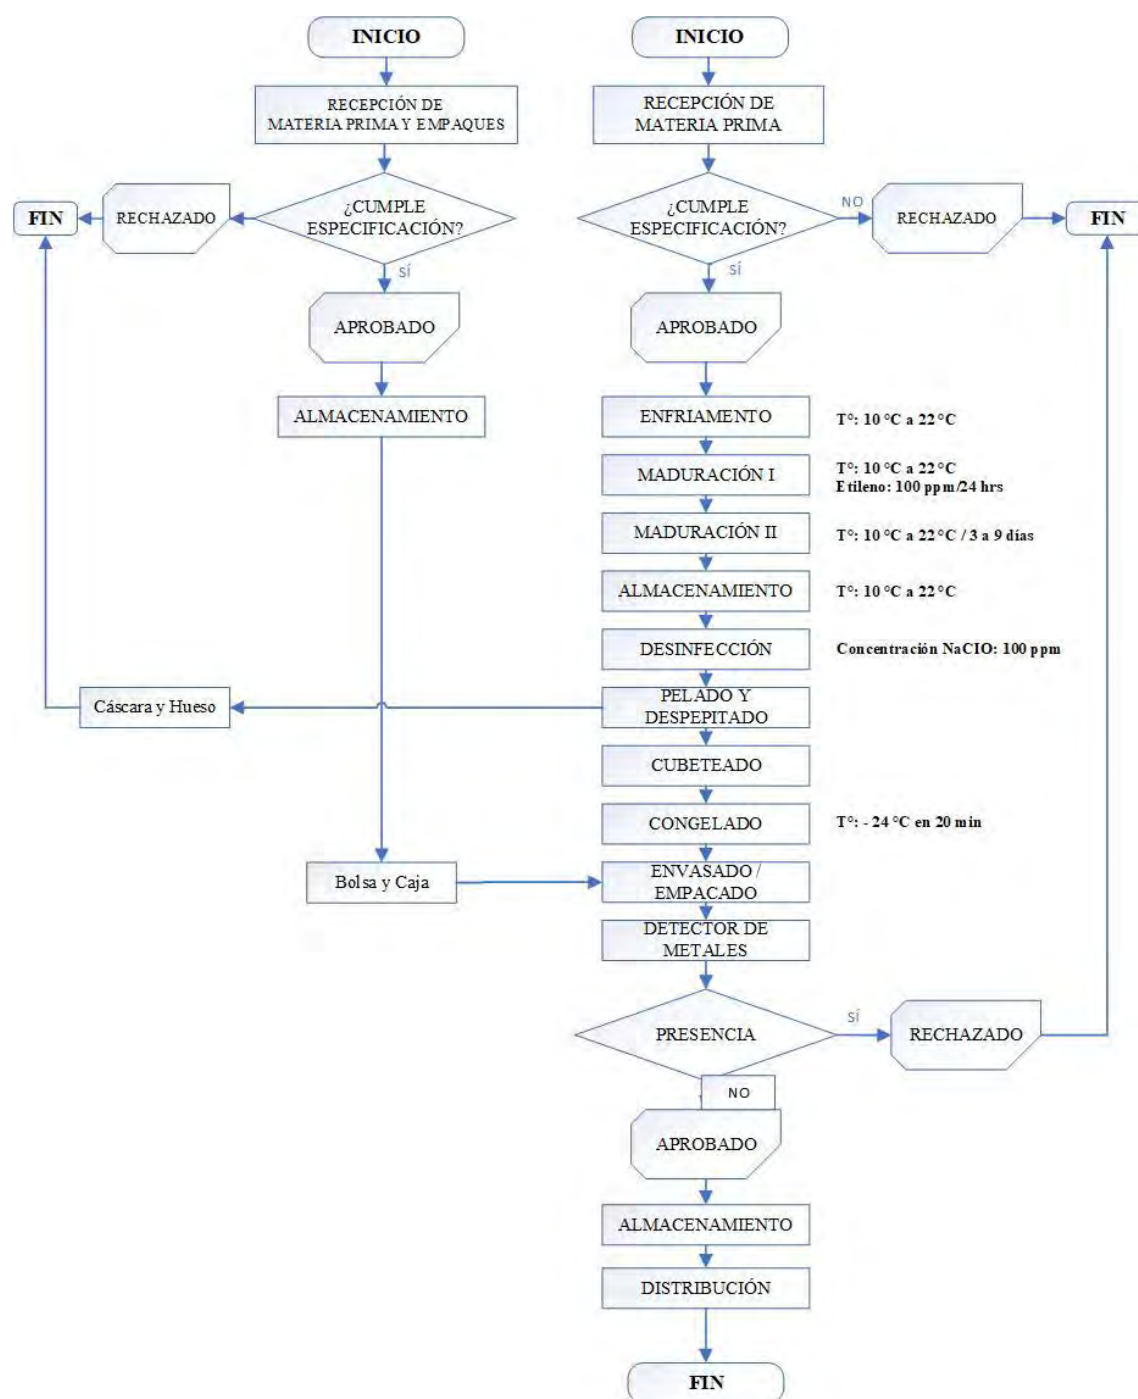 INICIO
INICIO
RECEPCIÓN DE
MATERIA PRIMA Y EMPAQUES
RECEPCIÓN DE
MATERIA PRIMA
FIN
RECHAZADO
¿CUMPLE
ESPECIFICACIÓN?
¿CUMPLE
ESPECIFICACIÓN?
NO
RECHAZADO
FIN
SÍ
SÍ
APROBADO
APROBADO
ALMACENAMIENTO
ENFRIAMENTO
T°: 10 °C a 22 °C
MADURACIÓN I
T°: 10 °C a 22 °C
Etileno: 100 ppm/24 hrs
MADURACIÓN II
T°: 10 °C a 22 °C / 3 a 9 días
ALMACENAMIENTO
T°: 10 °C a 22 °C
DESINFECCIÓN
Concentración NaCIO: 100 ppm
Cáscara y Hueso
PELADO Y
DESPEPITADO
CUBETEADO
CONGELADO
T°: - 24 °C en 20 min
Bolsa y Caja
ENVASADO /
EMPACADO
DETECTOR DE
METALES
PRESENCIA
SÍ
RECHAZADO
NO
APROBADO
ALMACENAMIENTO
DISTRIBUCIÓN
FIN